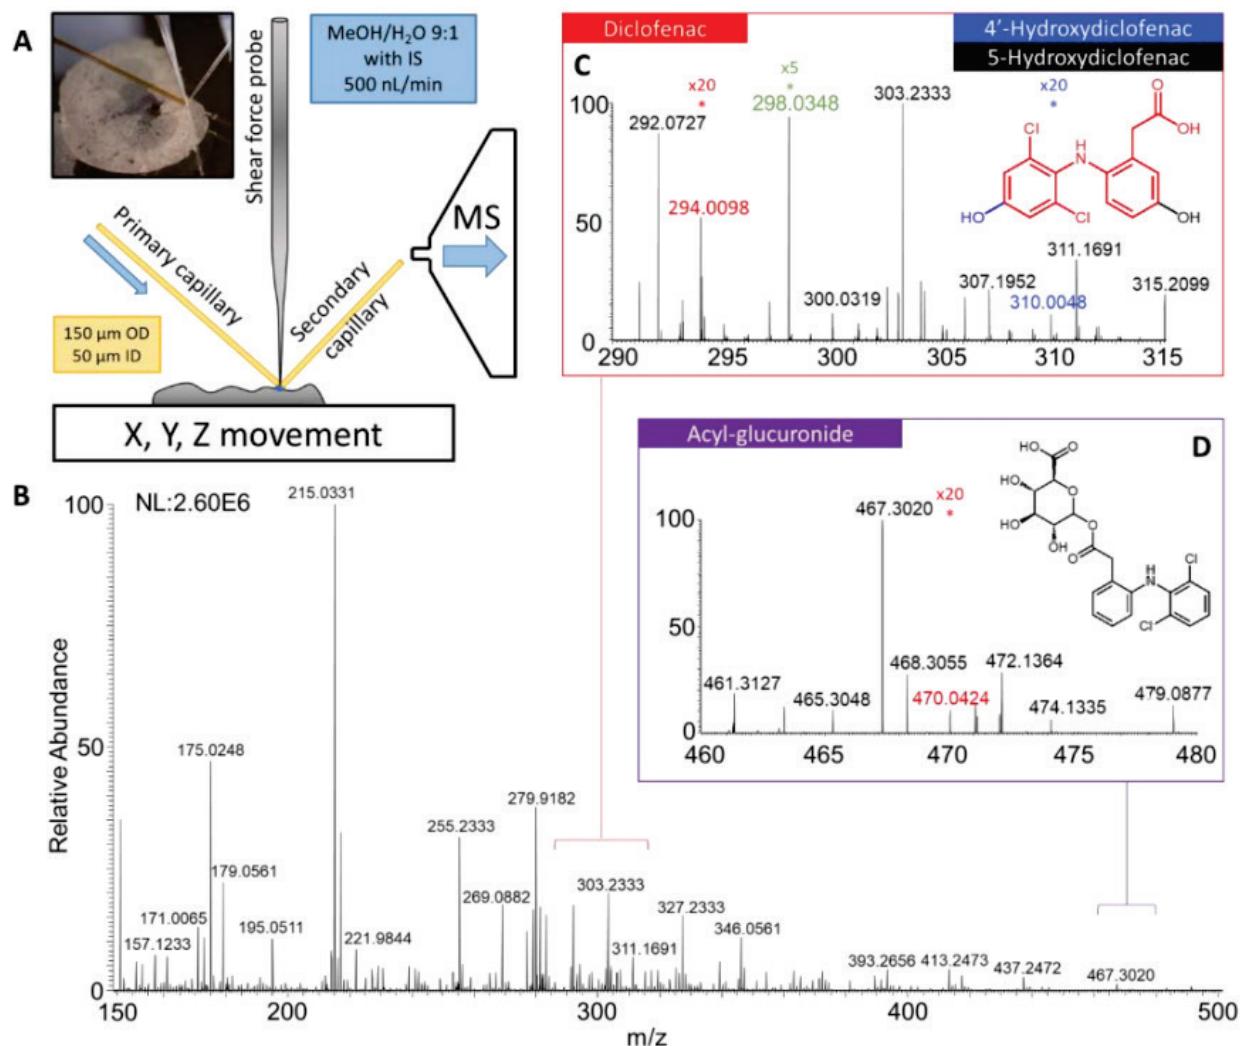 A
Shear force probe
MeOH/H₂O 9:1
with IS
500 nL/min
Primary capillary
Secondary
capillary
MS
150 µm OD
50 µm ID
X, Y, Z movement
Diclofenac
4′-Hydroxydiclofenac
5-Hydroxydiclofenac
C
x20
*
x5
*
x20
*
100
50
0
292.0727
294.0098
298.0348
300.0319
303.2333
307.1952
310.0048
311.1691
315.2099
290
295
300
305
310
315
Cl
H
N
O
OH
HO
Cl
OH
Acyl-glucuronide
D
x20
*
100
50
0
461.3127
465.3048
467.3020
468.3055
470.0424
472.1364
474.1335
479.0877
460
465
470
475
480
HO
O
HO
O
HO
OH
O
O
H
N
Cl
Cl
B
NL:2.60E6
Relative Abundance
100
50
0
157.1233
171.0065
175.0248
179.0561
195.0511
215.0331
221.9844
255.2333
269.0882
279.9182
303.2333
311.1691
327.2333
346.0561
393.2656
413.2473
437.2472
467.3020
150
200
300
400
500
m/z